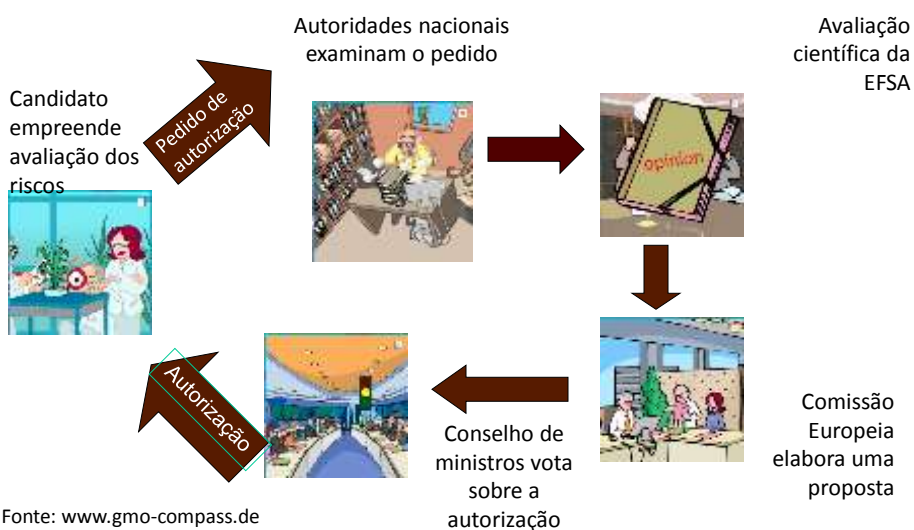 Candidato
empreende
avaliação dos
riscos
Pedido de
autorização
Autoridades nacionais
examinam o pedido
Avaliação
científica da
EFSA
opinion
Comissão
Europeia
elabora uma
proposta
Conselho de
ministros vota
sobre a
autorização
Autorização
Fonte: www.gmo-compass.de